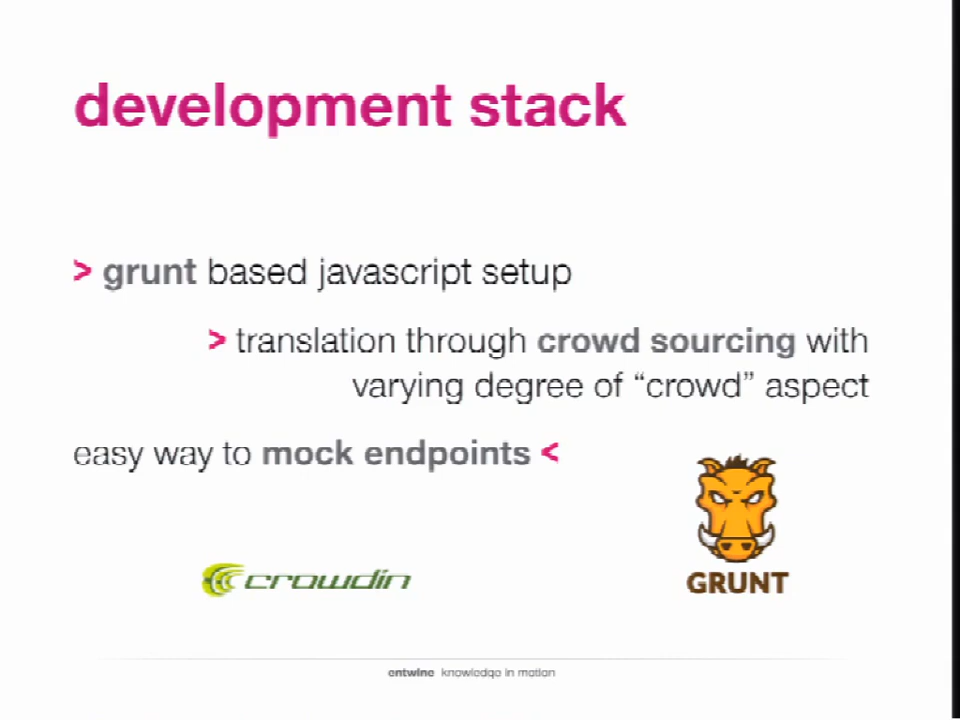 development stack
> grunt based javascript setup
> translation through crowd sourcing with
varying degree of “crowd” aspect
easy way to mock endpoints <
crowdin
GRUNT
entwine knowledge in motion